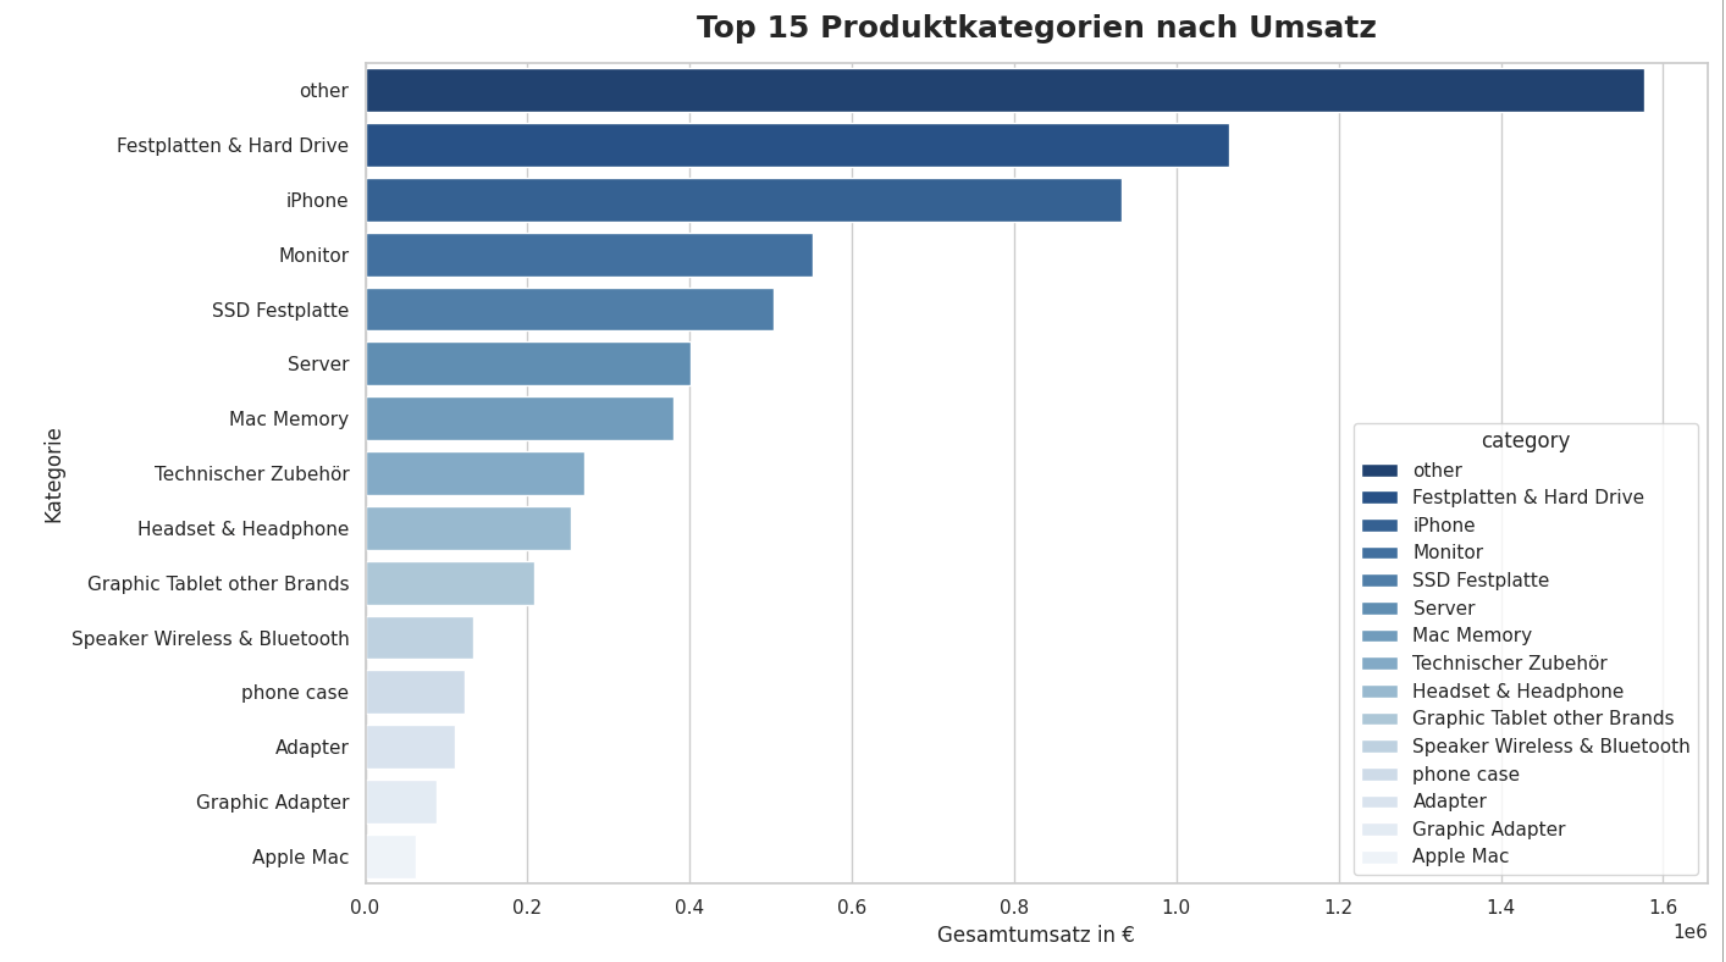 Top 15 Produktkategorien nach Umsatz
Kategorie
other
Festplatten & Hard Drive
iPhone
Monitor
SSD Festplatte
Server
Mac Memory
Technischer Zubehör
Headset & Headphone
Graphic Tablet other Brands
Speaker Wireless & Bluetooth
phone case
Adapter
Graphic Adapter
Apple Mac
category
other
Festplatten & Hard Drive
iPhone
Monitor
SSD Festplatte
Server
Mac Memory
Technischer Zubehör
Headset & Headphone
Graphic Tablet other Brands
Speaker Wireless & Bluetooth
phone case
Adapter
Graphic Adapter
Apple Mac
0.0 0.2 0.4 0.6 0.8 1.0 1.2 1.4 1.6
1e6
Gesamtumsatz in €